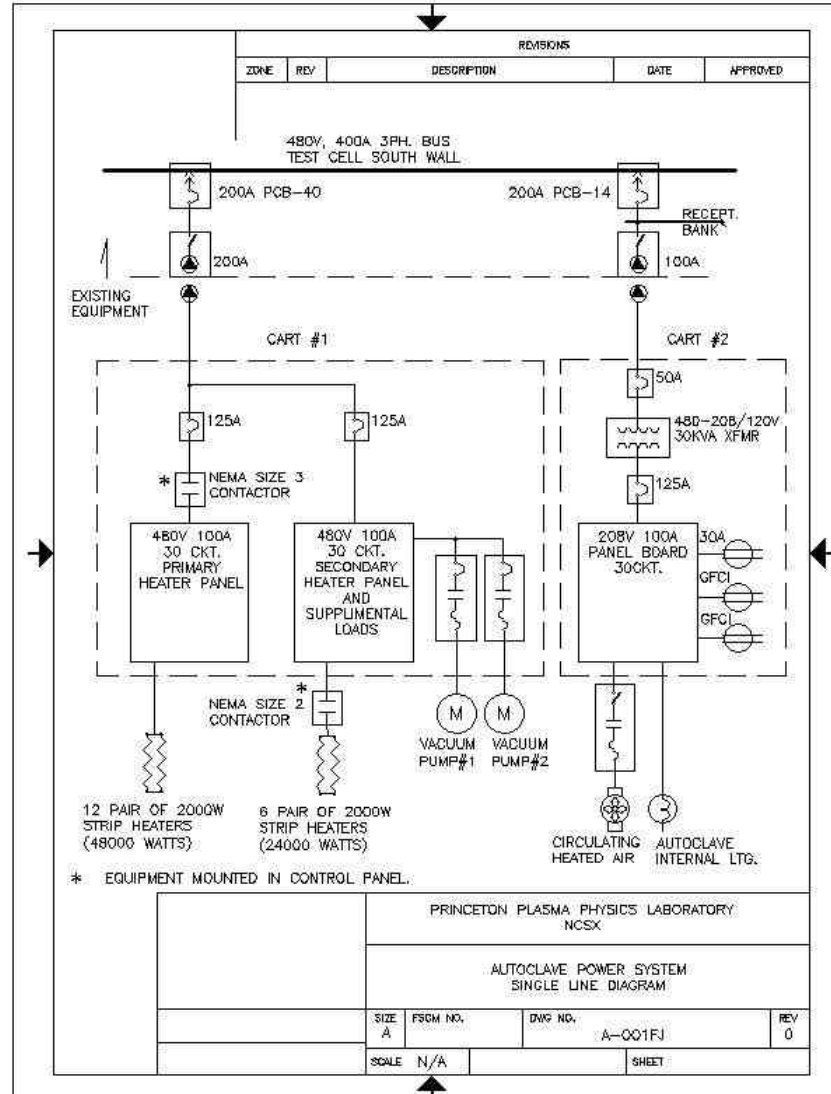 REVISIONS
ZONE REV DESCRIPTION DATE APPROVED
480V, 400A 3PH. BUS
TEST CELL SOUTH WALL
200A PCB-40
200A PCB-14
RECEPT.
BANK
200A
100A
EXISTING
EQUIPMENT
CART #1
CART #2
50A
125A
125A
480-208/120V
30KVA XFMR
* NEMA SIZE 3
CONTACTOR
125A
480V 100A
30 CKT.
PRIMARY
HEATER PANEL
480V 100A
30 CKT.
SECONDARY
HEATER PANEL
AND
SUPPLIMENTAL
LOADS
208V 100A
PANEL BOARD
30CKT.
30A
GFCI
GFCI
*
NEMA SIZE 2
CONTACTOR
M
M
VACUUM
PUMP#1
VACUUM
PUMP#2
12 PAIR OF 2000W
STRIP HEATERS
(48000 WATTS)
6 PAIR OF 2000W
STRIP HEATERS
(24000 WATTS)
CIRCULATING
HEATED AIR
AUTOCLAVE
INTERNAL LTG.
* EQUIPMENT MOUNTED IN CONTROL PANEL.
PRINCETON PLASMA PHYSICS LABORATORY
NCSX
AUTOCLAVE POWER SYSTEM
SINGLE LINE DIAGRAM
SIZE
A
FSCM NO.
DWG NO.
A-001FJ
REV
0
SCALE N/A
SHEET